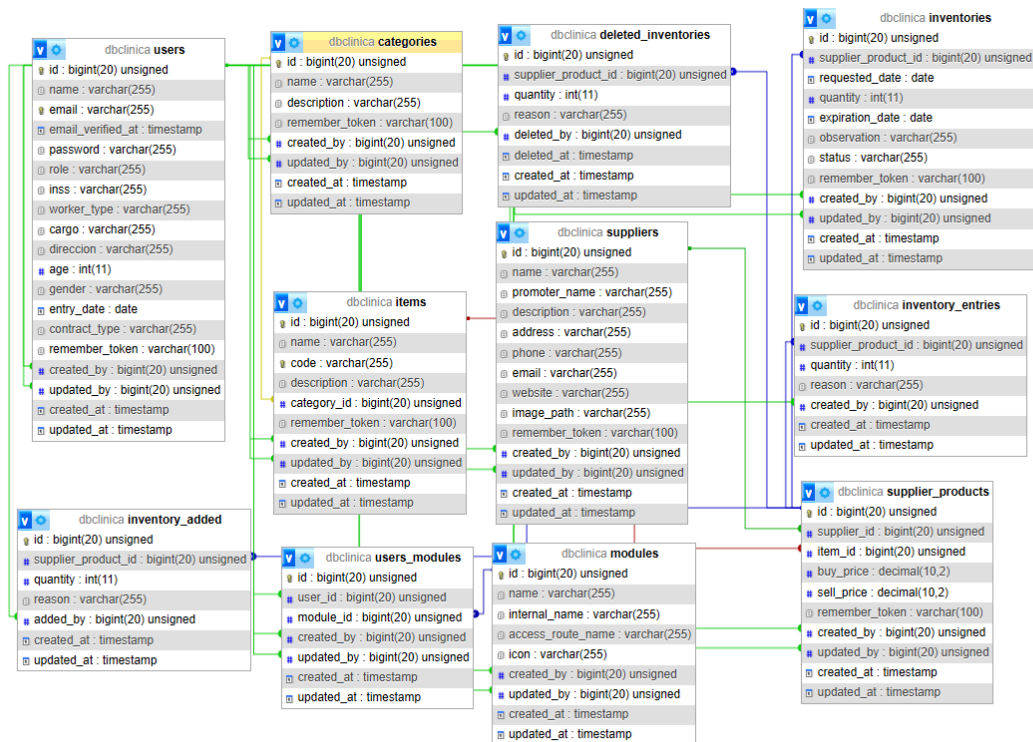 dbclinica users
id : bigint(20) unsigned
name : varchar(255)
email : varchar(255)
email_verified_at : timestamp
password : varchar(255)
role : varchar(255)
inss : varchar(255)
worker_type : varchar(255)
cargo : varchar(255)
direccion : varchar(255)
age : int(11)
gender : varchar(255)
entry_date : date
contract_type : varchar(255)
remember_token : varchar(100)
created_by : bigint(20) unsigned
updated_by : bigint(20) unsigned
created_at : timestamp
updated_at : timestamp
dbclinica categories
id : bigint(20) unsigned
name : varchar(255)
description : varchar(255)
remember_token : varchar(100)
created_by : bigint(20) unsigned
updated_by : bigint(20) unsigned
created_at : timestamp
updated_at : timestamp
dbclinica deleted_inventories
id : bigint(20) unsigned
supplier_product_id : bigint(20) unsigned
quantity : int(11)
reason : varchar(255)
deleted_by : bigint(20) unsigned
deleted_at : timestamp
created_at : timestamp
updated_at : timestamp
dbclinica inventories
id : bigint(20) unsigned
supplier_product_id : bigint(20) unsigned
requested_date : date
quantity : int(11)
expiration_date : date
observation : varchar(255)
status : varchar(255)
remember_token : varchar(100)
created_by : bigint(20) unsigned
updated_by : bigint(20) unsigned
created_at : timestamp
updated_at : timestamp
dbclinica items
id : bigint(20) unsigned
name : varchar(255)
code : varchar(255)
description : varchar(255)
category_id : bigint(20) unsigned
remember_token : varchar(100)
created_by : bigint(20) unsigned
updated_by : bigint(20) unsigned
created_at : timestamp
updated_at : timestamp
dbclinica suppliers
id : bigint(20) unsigned
name : varchar(255)
promoter_name : varchar(255)
description : varchar(255)
address : varchar(255)
phone : varchar(255)
email : varchar(255)
website : varchar(255)
image_path : varchar(255)
remember_token : varchar(100)
created_by : bigint(20) unsigned
updated_by : bigint(20) unsigned
created_at : timestamp
updated_at : timestamp
dbclinica inventory_entries
id : bigint(20) unsigned
supplier_product_id : bigint(20) unsigned
quantity : int(11)
reason : varchar(255)
created_by : bigint(20) unsigned
created_at : timestamp
updated_at : timestamp
dbclinica inventory_added
id : bigint(20) unsigned
supplier_product_id : bigint(20) unsigned
quantity : int(11)
reason : varchar(255)
added_by : bigint(20) unsigned
created_at : timestamp
updated_at : timestamp
dbclinica users_modules
id : bigint(20) unsigned
user_id : bigint(20) unsigned
module_id : bigint(20) unsigned
created_by : bigint(20) unsigned
updated_by : bigint(20) unsigned
created_at : timestamp
updated_at : timestamp
dbclinica modules
id : bigint(20) unsigned
name : varchar(255)
internal_name : varchar(255)
access_route_name : varchar(255)
icon : varchar(255)
created_by : bigint(20) unsigned
updated_by : bigint(20) unsigned
created_at : timestamp
updated_at : timestamp
dbclinica supplier_products
id : bigint(20) unsigned
supplier_id : bigint(20) unsigned
item_id : bigint(20) unsigned
buy_price : decimal(10,2)
sell_price : decimal(10,2)
remember_token : varchar(100)
created_by : bigint(20) unsigned
updated_by : bigint(20) unsigned
created_at : timestamp
updated_at : timestamp